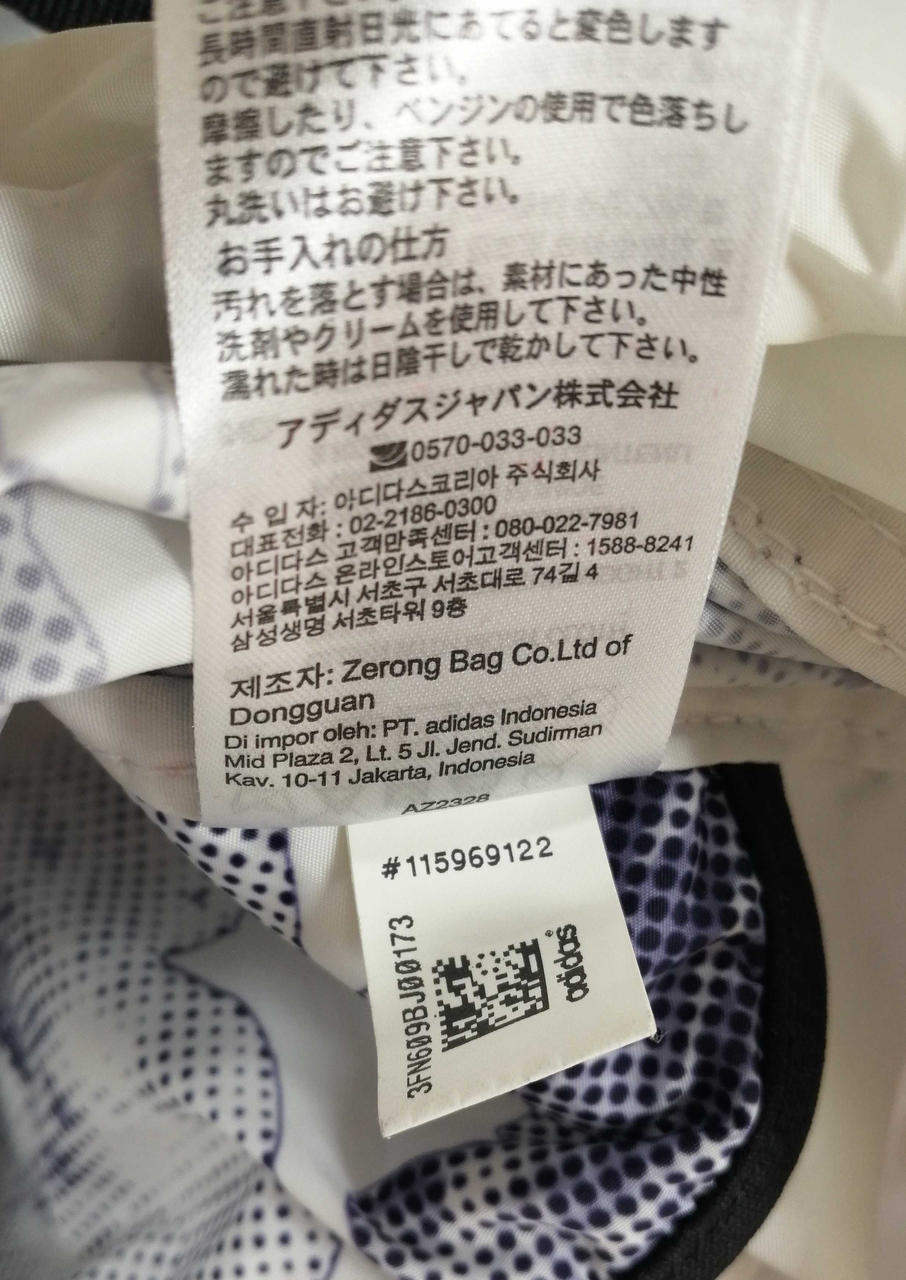 ご注意下さい。
長時間直射日光にあてると変色します
ので避けて下さい。
摩擦したり、ベンジンの使用で色落ちし
ますのでご注意下さい。
丸洗いはお避け下さい。
お手入れの仕方
汚れを落とす場合は、素材にあった中性
洗剤やクリームを使用して下さい。
濡れた時は日陰干しで乾かして下さい。
アディダスジャパン株式会社
0570-033-033
수 입 자: 아디다스코리아 주식회사
대표전화 : 02-2186-0300
아디다스 고객만족센터 : 080-022-7981
아디다스 온라인스토어고객센터 : 1588-8241
서울특별시 서초구 서초대로 74길 4
삼성생명 서초타워 9층
제조자: Zerong Bag Co.Ltd of
Dongguan
Di impor oleh: PT. adidas Indonesia
Mid Plaza 2, Lt. 5 Jl. Jend. Sudirman
Kav. 10-11 Jakarta, Indonesia
AZ2328
#115969122
3FN609BJ00173
adidas